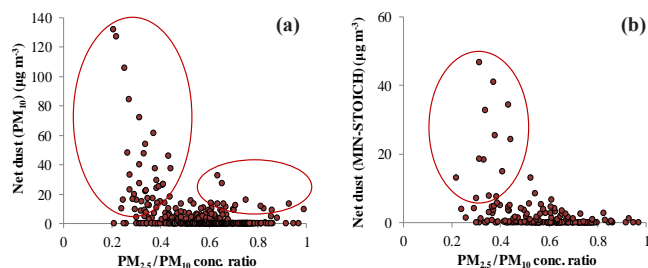 (a)
Net dust (PM10) (µg m-3)
140
120
100
80
60
40
20
0
0 0.2 0.4 0.6 0.8 1
PM2.5/PM10 conc. ratio
(b)
Net dust (MIN-STOICH) (µg m-3)
60
40
20
0
0 0.2 0.4 0.6 0.8 1
PM2.5/PM10 conc. ratio